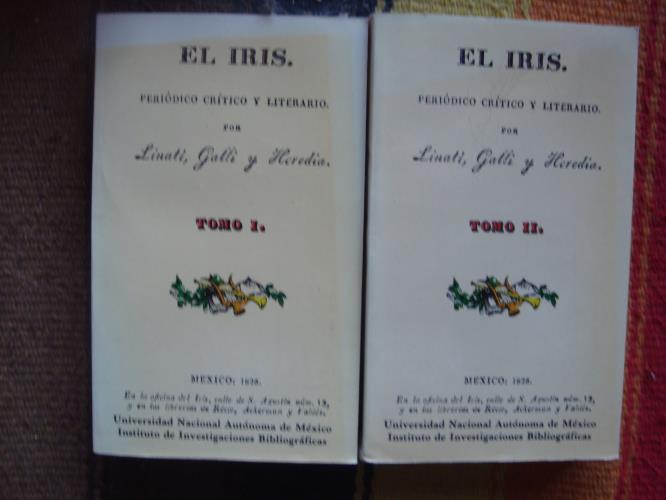 EL IRIS.
PERIÓDICO CRÍTICO Y LITERARIO.
POR
Linati, Galli y Heredia.
TOMO I.
MEXICO: 1826.
En la oficina del Iris, calle de S. Agustin núm. 13,
y en las librerías de Récio, Ackerman y Valdés.
Universidad Nacional Autónoma de México
Instituto de Investigaciones Bibliográficas
EL IRIS.
PERIÓDICO CRÍTICO Y LITERARIO.
POR
Linati, Galli y Heredia.
TOMO II.
MEXICO: 1826.
En la oficina del Iris, calle de S. Agustin núm. 13,
y en las librerías de Récio, Ackerman y Valdés.
Universidad Nacional Autónoma de México
Instituto de Investigaciones Bibliográficas